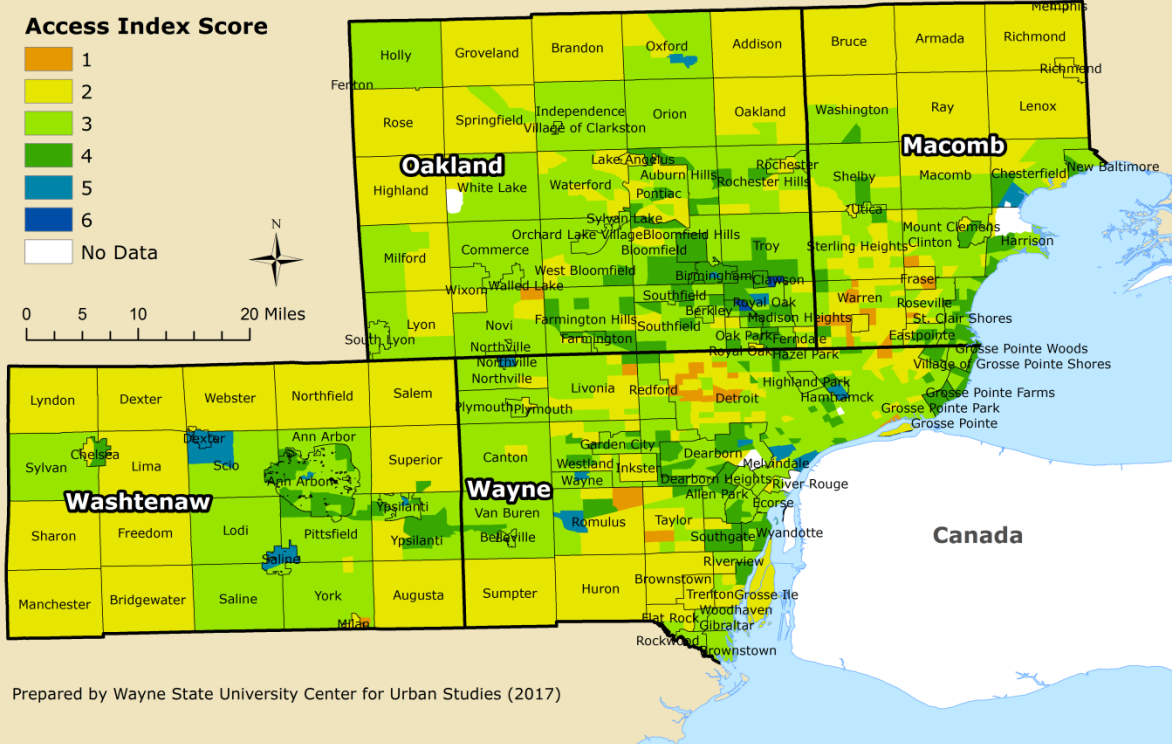 Access Index Score
1
2
3
4
5
6
No Data
N
0 5 10 20 Miles
Memphis
Holly
Groveland
Brandon
Oxford
Addison
Bruce
Armada
Richmond
Richmond
Fenton
Rose
Springfield
Independence
Village of Clarkston
Orion
Oakland
Washington
Ray
Lenox
Oakland
Macomb
Highland
White Lake
Waterford
Lake Angelus
Auburn Hills
Pontiac
Rochester
Rochester Hills
Shelby
Macomb
Chesterfield
New Baltimore
Utica
Sylvan Lake
Orchard Lake Village
Bloomfield Hills
Bloomfield
Milford
Commerce
West Bloomfield
Troy
Sterling Heights
Mount Clemens
Clinton
Harrison
Wixom
Walled Lake
Birmingham
Clawson
Fraser
Lyon
Novi
Farmington Hills
Southfield
Southfield
Berkley
Royal Oak
Madison Heights
Warren
Roseville
St. Clair Shores
South Lyon
Northville
Farmington
Oak Park
Ferndale
Royal Oak
Hazel Park
Eastpointe
Grosse Pointe Woods
Village of Grosse Pointe Shores
Northville
Northville
Lyndon
Dexter
Webster
Northfield
Salem
Livonia
Redford
Detroit
Highland Park
Hamtramck
Grosse Pointe Farms
Grosse Pointe Park
Grosse Pointe
Plymouth
Plymouth
Sylvan
Chelsea
Lima
Dexter
Scio
Ann Arbor
Ann Arbor
Superior
Canton
Garden City
Westland
Wayne
Inkster
Dearborn
Dearborn Heights
Melvindale
River Rouge
Allen Park
Ecorse
Washtenaw
Wayne
Sharon
Freedom
Lodi
Pittsfield
Ypsilanti
Ypsilanti
Van Buren
Belleville
Romulus
Taylor
Southgate
Wyandotte
Canada
Saline
Riverview
Manchester
Bridgewater
Saline
York
Augusta
Sumpter
Huron
Brownstown
Trenton
Grosse Ile
Milan
Woodhaven
Flat Rock
Gibraltar
Rockwood
Brownstown
Prepared by Wayne State University Center for Urban Studies (2017)